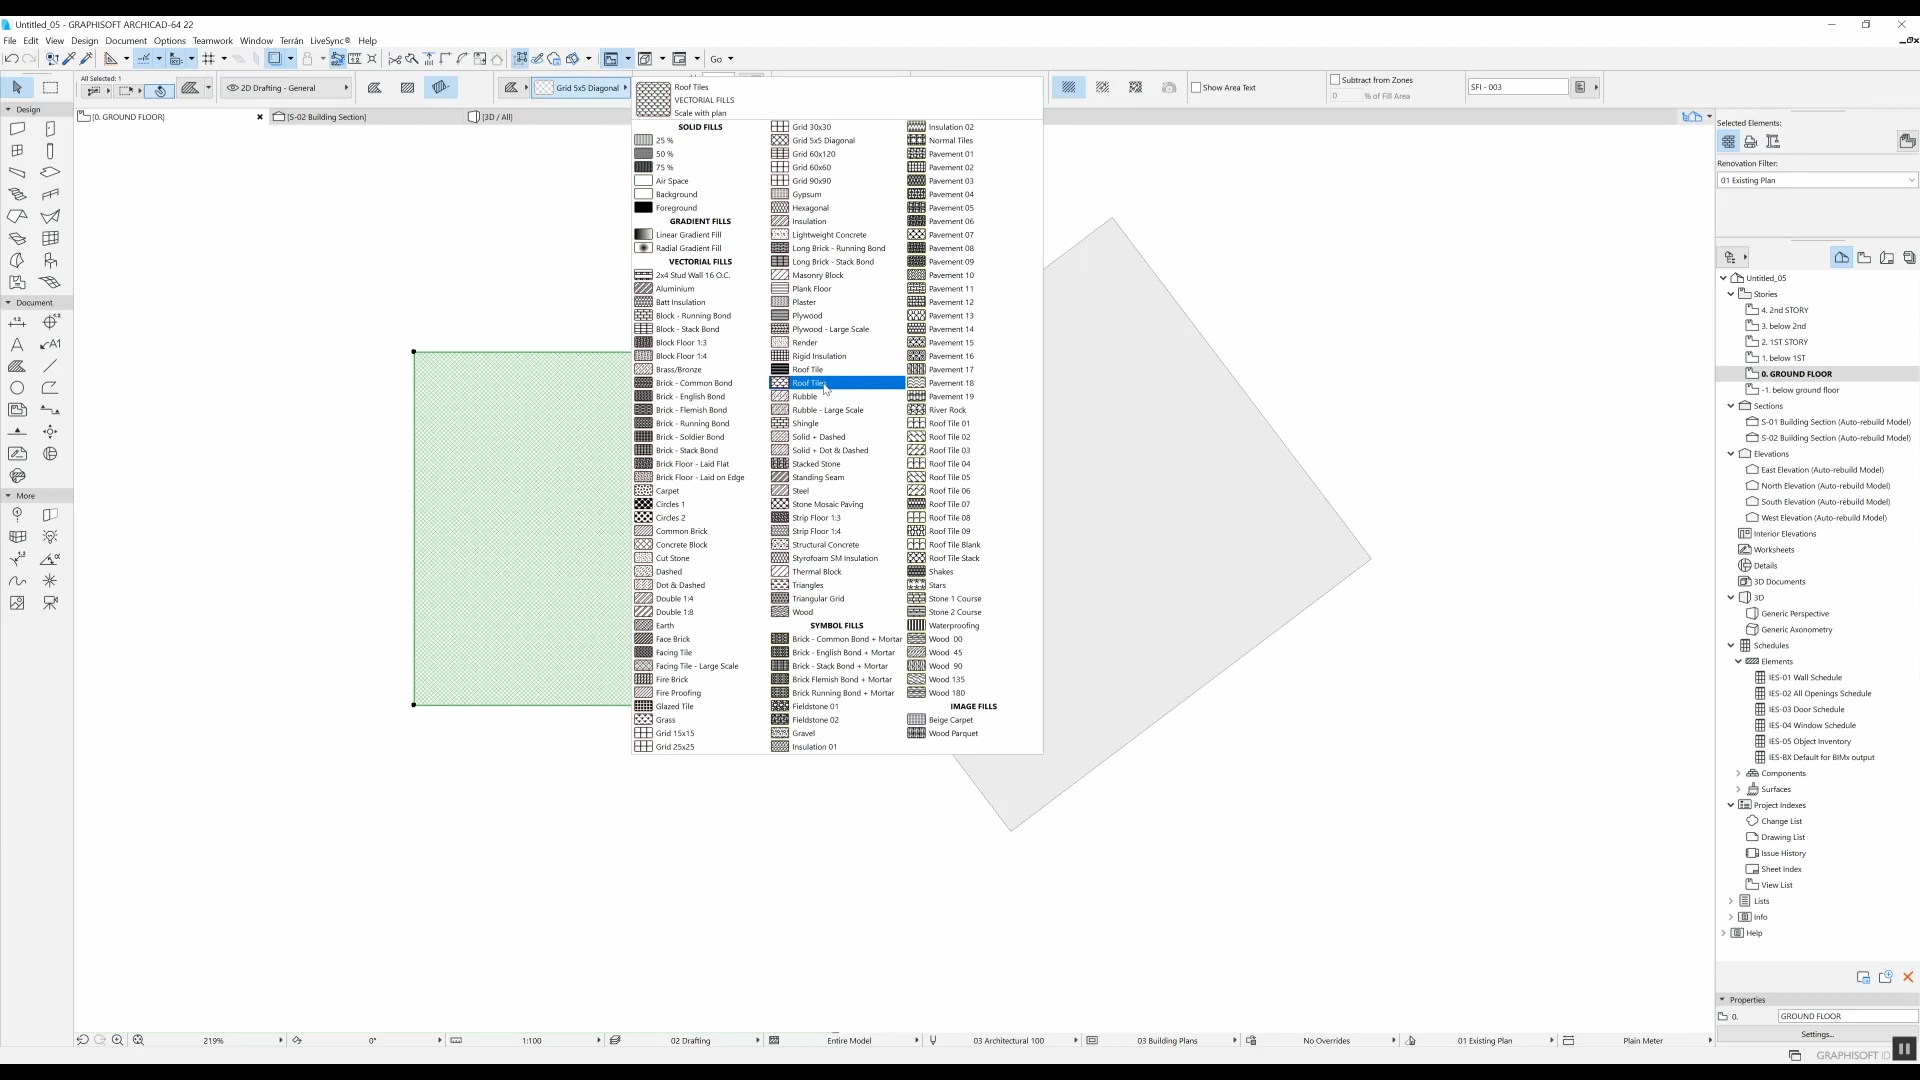 Untitled_05 - GRAPHISOFT ARCHICAD-64 22
File Edit View Design Document Options Teamwork Window Terrán LiveSync® Help
Go
All Selected: 1
2D Drafting - General
Grid 5x5 Diagonal
Show Area Text
Subtract from Zones
0 % of Fill Area
SFI - 003
[0. GROUND FLOOR]
[S-02 Building Section]
[3D / All]
Roof Tiles
VECTORIAL FILLS
Scale with plan
SOLID FILLS
25 %
50 %
75 %
Air Space
Background
Foreground
GRADIENT FILLS
Linear Gradient Fill
Radial Gradient Fill
VECTORIAL FILLS
2x4 Stud Wall 16 O.C.
Aluminium
Batt Insulation
Block - Running Bond
Block - Stack Bond
Block Floor 1:3
Block Floor 1:4
Brass/Bronze
Brick - Common Bond
Brick - English Bond
Brick - Flemish Bond
Brick - Running Bond
Brick - Soldier Bond
Brick - Stack Bond
Brick Floor - Laid Flat
Brick Floor - Laid on Edge
Carpet
Circles 1
Circles 2
Common Brick
Concrete Block
Cut Stone
Dashed
Dot & Dashed
Double 1:4
Double 1:8
Earth
Face Brick
Facing Tile
Facing Tile - Large Scale
Fire Brick
Fire Proofing
Glazed Tile
Grass
Grid 15x15
Grid 25x25
Grid 30x30
Grid 5x5 Diagonal
Grid 60x120
Grid 60x60
Grid 90x90
Gypsum
Hexagonal
Insulation
Lightweight Concrete
Long Brick - Running Bond
Long Brick - Stack Bond
Masonry Block
Plank Floor
Plaster
Plywood
Plywood - Large Scale
Render
Rigid Insulation
Roof Tile
Roof Tiles
Rubble
Rubble - Large Scale
Shingle
Solid + Dashed
Solid + Dot & Dashed
Stacked Stone
Standing Seam
Steel
Stone Mosaic Paving
Strip Floor 1:3
Strip Floor 1:4
Structural Concrete
Styrofoam SM Insulation
Thermal Block
Triangles
Triangular Grid
Wood
SYMBOL FILLS
Brick - Common Bond + Mortar
Brick - English Bond + Mortar
Brick - Stack Bond + Mortar
Brick Flemish Bond + Mortar
Brick Running Bond + Mortar
Fieldstone 01
Fieldstone 02
Gravel
Insulation 01
Insulation 02
Normal Tiles
Pavement 01
Pavement 02
Pavement 03
Pavement 04
Pavement 05
Pavement 06
Pavement 07
Pavement 08
Pavement 09
Pavement 10
Pavement 11
Pavement 12
Pavement 13
Pavement 14
Pavement 15
Pavement 16
Pavement 17
Pavement 18
Pavement 19
River Rock
Roof Tile 01
Roof Tile 02
Roof Tile 03
Roof Tile 04
Roof Tile 05
Roof Tile 06
Roof Tile 07
Roof Tile 08
Roof Tile 09
Roof Tile Blank
Roof Tile Stack
Shakes
Stars
Stone 1 Course
Stone 2 Course
Waterproofing
Wood 00
Wood 45
Wood 90
Wood 135
Wood 180
IMAGE FILLS
Beige Carpet
Wood Parquet
Design
Document
A
A1
More
Selected Elements:
Renovation Filter:
01 Existing Plan
Untitled_05
Stories
4. 2nd STORY
3. below 2nd
2. 1ST STORY
1. below 1ST
0. GROUND FLOOR
-1. below ground floor
Sections
S-01 Building Section (Auto-rebuild Model)
S-02 Building Section (Auto-rebuild Model)
Elevations
East Elevation (Auto-rebuild Model)
North Elevation (Auto-rebuild Model)
South Elevation (Auto-rebuild Model)
West Elevation (Auto-rebuild Model)
Interior Elevations
Worksheets
Details
3D Documents
3D
Generic Perspective
Generic Axonometry
Schedules
Elements
IES-01 Wall Schedule
IES-02 All Openings Schedule
IES-03 Door Schedule
IES-04 Window Schedule
IES-05 Object Inventory
IES-BX Default for BIMx output
Components
Surfaces
Project Indexes
Change List
Drawing List
Issue History
Sheet Index
View List
Lists
Info
Help
Properties
0. GROUND FLOOR
Settings...
219% 0° 1:100 02 Drafting Entire Model 03 Architectural 100 03 Building Plans No Overrides 01 Existing Plan Plain Meter
GRAPHISOFT ID